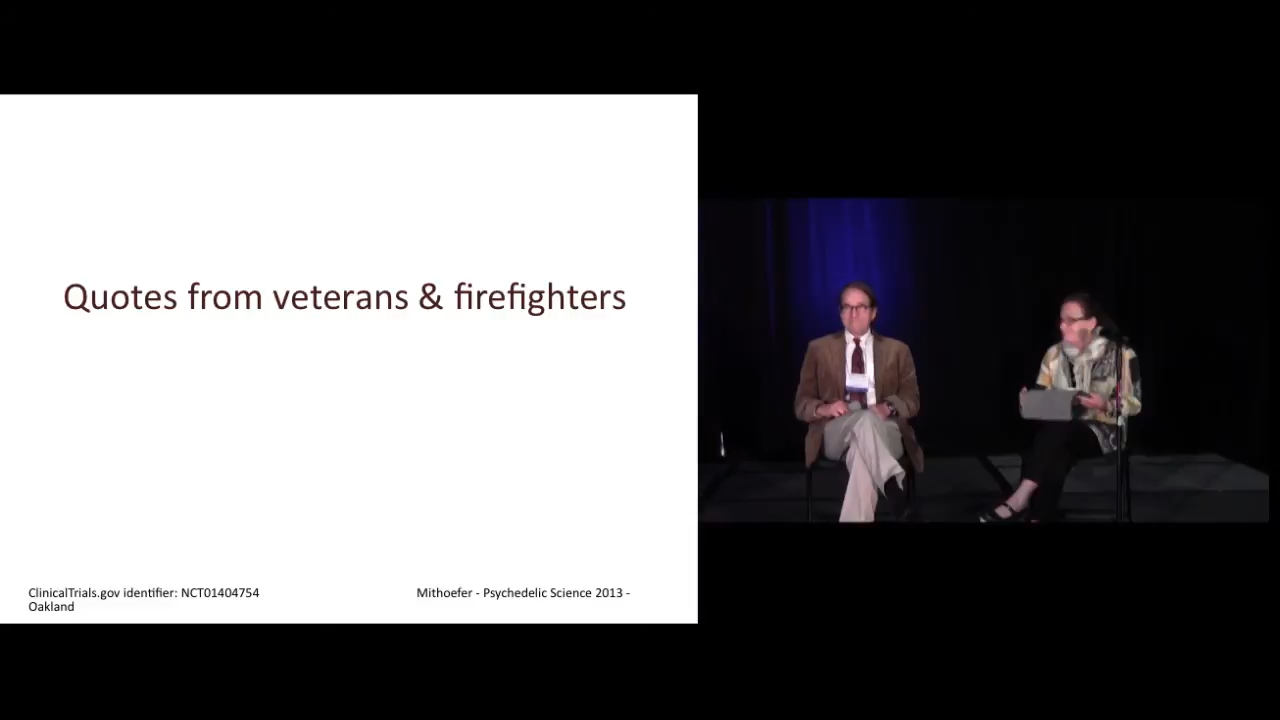 Quotes from veterans & firefighters
ClinicalTrials.gov identifier: NCT01404754 Mithoefer - Psychedelic Science 2013 -
Oakland